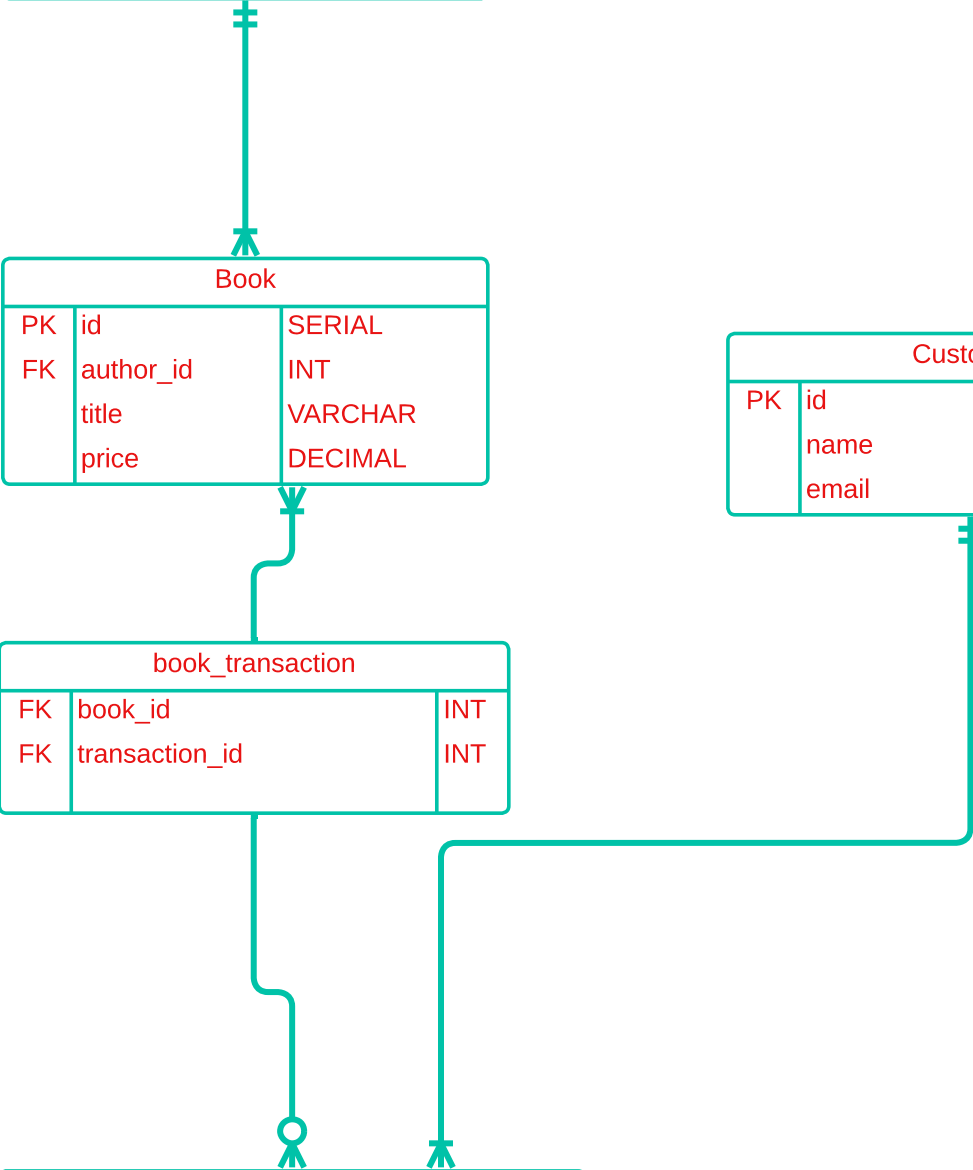 Book
PK id SERIAL
FK author_id INT
title VARCHAR
price DECIMAL
Custo
PK id
name
email
book_transaction
FK book_id INT
FK transaction_id INT